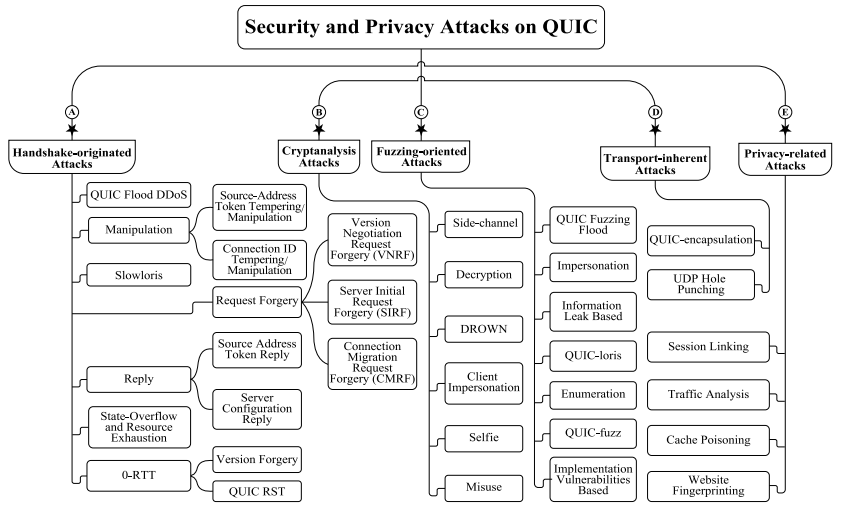 Security and Privacy Attacks on QUIC
A
B
C
D
E
Handshake-originated
Attacks
Cryptanalysis
Attacks
Fuzzing-oriented
Attacks
Transport-inherent
Attacks
Privacy-related
Attacks
QUIC Flood DDoS
Manipulation
Source-Address
Token Tempering/
Manipulation
Connection ID
Tempering/
Manipulation
Slowloris
Request Forgery
Version
Negotiation
Request
Forgery (VNRF)
Server Initial
Request
Forgery (SIRF)
Connection
Migration
Request
Forgery (CMRF)
Reply
Source Address
Token Reply
Server
Configuration
Reply
State-Overflow
and Resource
Exhaustion
0-RTT
Version Forgery
QUIC RST
Side-channel
Decryption
DROWN
Client
Impersonation
Selfie
Misuse
QUIC Fuzzing
Flood
Impersonation
Information
Leak Based
QUIC-loris
Enumeration
QUIC-fuzz
Implementation
Vulnerabilities
Based
QUIC-encapsulation
UDP Hole
Punching
Session Linking
Traffic Analysis
Cache Poisoning
Website
Fingerprinting